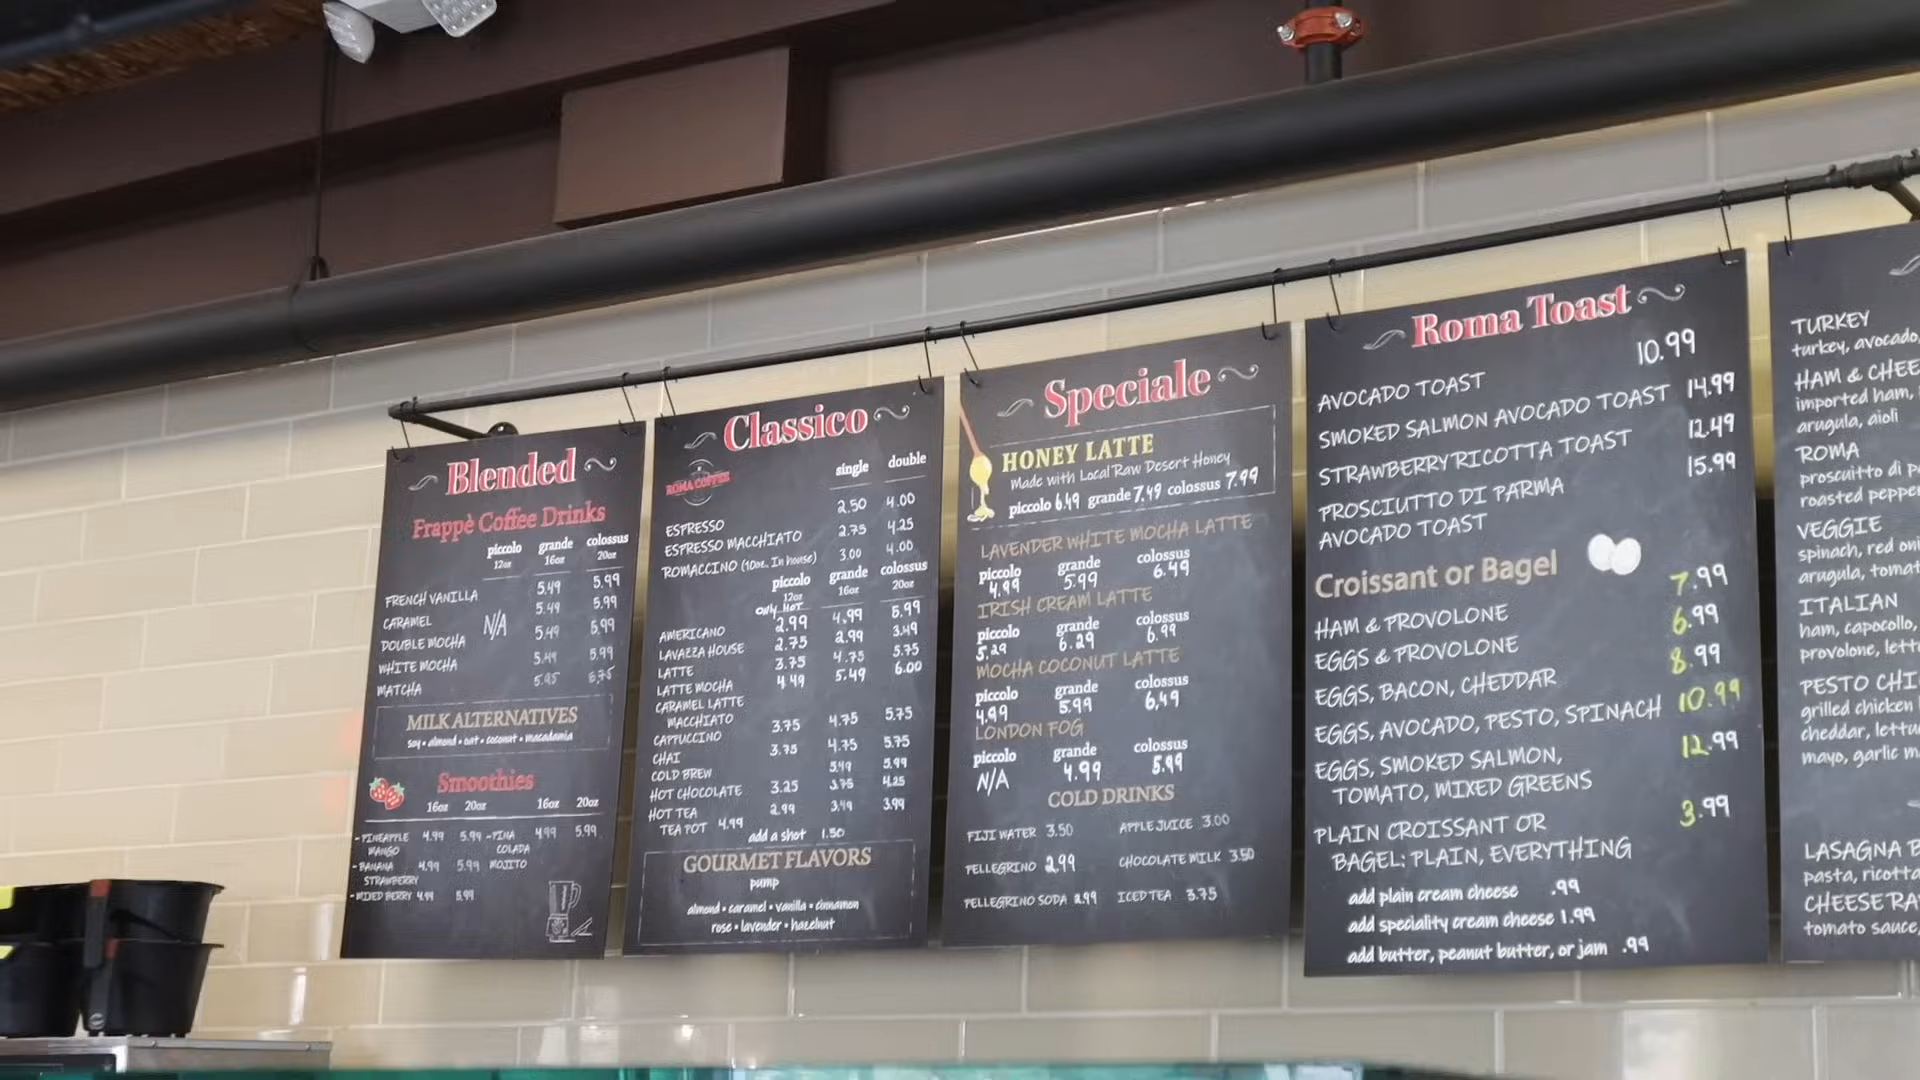 Blended
Frappè Coffee Drinks
piccolo grande colossus
12oz 16oz 20oz
FRENCH VANILLA 5.49 5.99
CARAMEL 5.49 5.99
N/A
DOUBLE MOCHA 5.49 5.99
WHITE MOCHA 5.49 5.99
MATCHA 5.95
MILK ALTERNATIVES
soy • almond • oat • coconut • macadamia
Smoothies
16oz 20oz 16oz 20oz
- PINEAPPLE MANGO 4.99 5.99
- BANANA STRAWBERRY 4.99 5.99
- MIXED BERRY 4.99 5.99
- PINA COLADA 4.99 5.99
MOJITO
Classico
ROMA COFFEE
single double
ESPRESSO 2.50 4.00
ESPRESSO MACCHIATO 2.75 4.25
ROMACCINO (10oz. In house) 3.00 4.00
piccolo grande colossus
12oz 16oz 20oz
only HOT
AMERICANO 2.99 4.99 5.99
LAVAZZA HOUSE 2.75 2.99 3.49
LATTE 3.75 4.75 5.75
LATTE MOCHA 4.49 5.49 6.00
CARAMEL LATTE
MACCHIATO
CAPPUCCINO 3.75 4.75 5.75
CHAI 3.75 4.75 5.75
COLD BREW 5.49 5.99
HOT CHOCOLATE 3.25 3.75 4.25
HOT TEA 2.99 3.49 3.99
TEA POT 4.99
add a shot 1.50
GOURMET FLAVORS
pump
almond • caramel • vanilla • cinnamon
rose • lavender • hazelnut
Speciale
HONEY LATTE
Made with Local Raw Desert Honey
piccolo 6.49 grande 7.49 colossus 7.99
LAVENDER WHITE MOCHA LATTE
piccolo grande colossus
4.99 5.99 6.49
IRISH CREAM LATTE
piccolo grande colossus
5.29 6.29 6.99
MOCHA COCONUT LATTE
piccolo grande colossus
4.99 5.99 6.49
LONDON FOG
piccolo grande colossus
N/A 4.99 5.99
COLD DRINKS
FIJI WATER 3.50 APPLE JUICE 3.00
PELLEGRINO 2.99 CHOCOLATE MILK 3.50
PELLEGRINO SODA 2.99 ICED TEA 3.75
Roma Toast
AVOCADO TOAST 10.99
SMOKED SALMON AVOCADO TOAST 14.99
STRAWBERRY RICOTTA TOAST 12.49
PROSCIUTTO DI PARMA 15.99
AVOCADO TOAST
Croissant or Bagel
HAM & PROVOLONE 7.99
EGGS & PROVOLONE 6.99
EGGS, BACON, CHEDDAR 8.99
EGGS, AVOCADO, PESTO, SPINACH 10.99
EGGS, SMOKED SALMON, 12.99
TOMATO, MIXED GREENS
PLAIN CROISSANT OR 3.99
BAGEL: PLAIN, EVERYTHING
add plain cream cheese .99
add speciality cream cheese 1.99
add butter, peanut butter, or jam .99
TURKEY
turkey, avocado,
HAM & CHEE
imported ham,
arugula, aioli
ROMA
proscuitto di p
roasted pepper
VEGGIE
spinach, red oni
arugula, tomat
ITALIAN
ham, capocollo,
provolone, lett
PESTO CHI
grilled chicken
cheddar, lettu
mayo, garlic m
LASAGNA B
pasta, ricotta
CHEESE RA
tomato sauce,